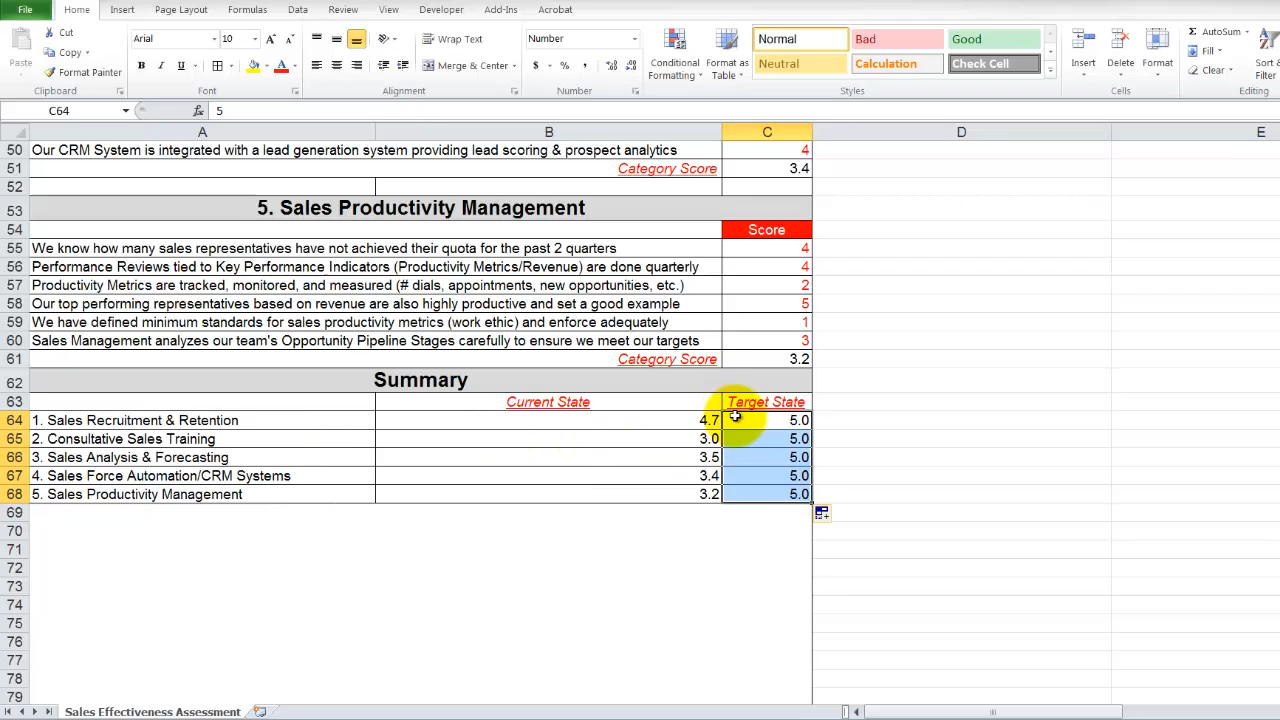 File Home Insert Page Layout Formulas Data Review View Developer Add-Ins Acrobat
Cut
Copy
Format Painter
Paste
Arial 10
B I U
Wrap Text
Merge & Center
Number
$ % ,
Conditional Formatting
Format as Table
Normal Bad Good
Neutral Calculation Check Cell
Insert Delete Format
AutoSum
Fill
Clear
Sort &
Filter
Clipboard Font Alignment Number Styles Cells Editing
C64 fx 5
A B C D E
50 Our CRM System is integrated with a lead generation system providing lead scoring & prospect analytics 4
51 Category Score 3.4
52
53 5. Sales Productivity Management
54 Score
55 We know how many sales representatives have not achieved their quota for the past 2 quarters 4
56 Performance Reviews tied to Key Performance Indicators (Productivity Metrics/Revenue) are done quarterly 4
57 Productivity Metrics are tracked, monitored, and measured (# dials, appointments, new opportunities, etc.) 2
58 Our top performing representatives based on revenue are also highly productive and set a good example 5
59 We have defined minimum standards for sales productivity metrics (work ethic) and enforce adequately 1
60 Sales Management analyzes our team's Opportunity Pipeline Stages carefully to ensure we meet our targets 3
61 Category Score 3.2
62 Summary
63 Current State Target State
64 1. Sales Recruitment & Retention 4.7 5.0
65 2. Consultative Sales Training 3.0 5.0
66 3. Sales Analysis & Forecasting 3.5 5.0
67 4. Sales Force Automation/CRM Systems 3.4 5.0
68 5. Sales Productivity Management 3.2 5.0
69
70
71
72
73
74
75
76
77
78
79
Sales Effectiveness Assessment